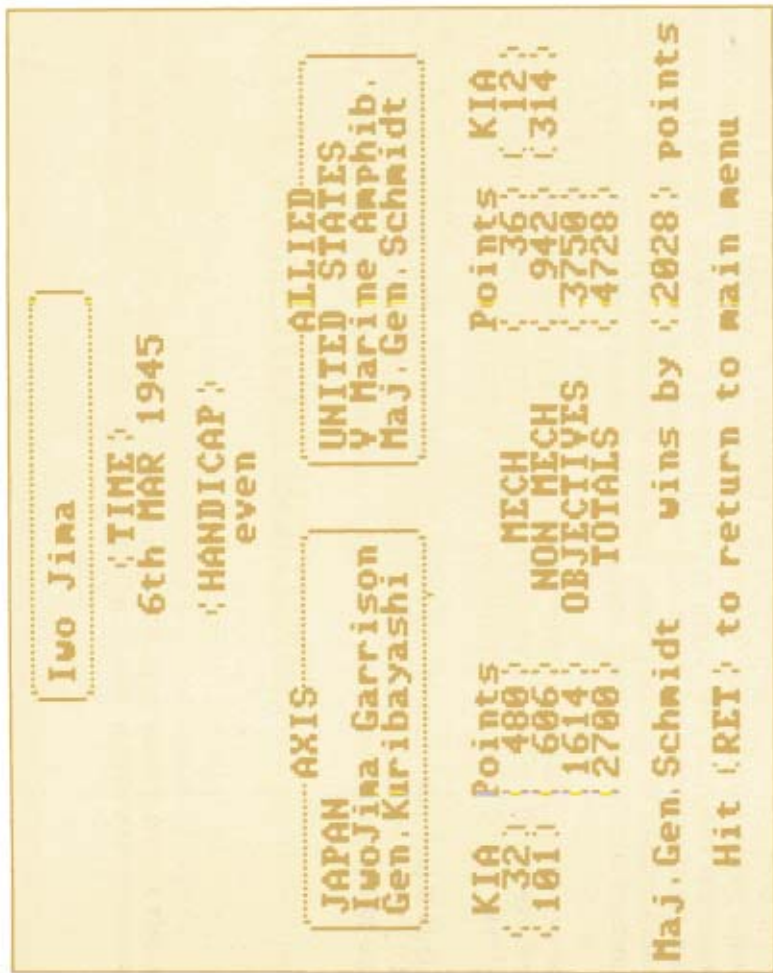 Iwo Jima
TIME
6th MAR 1945
HANDICAP
even
AXIS ALLIED
JAPAN UNITED STATES
IwoJima Garrison V Marine Amphib.
Gen.Kuribayashi Maj.Gen.Schmidt
KIA Points Points KIA
32 480 MECH 36 12
101 606 NON MECH 942 314
1614 OBJECTIVES 3750
2700 TOTALS 4728
Maj.Gen.Schmidt wins by 2028 points
Hit (RET) to return to main menu